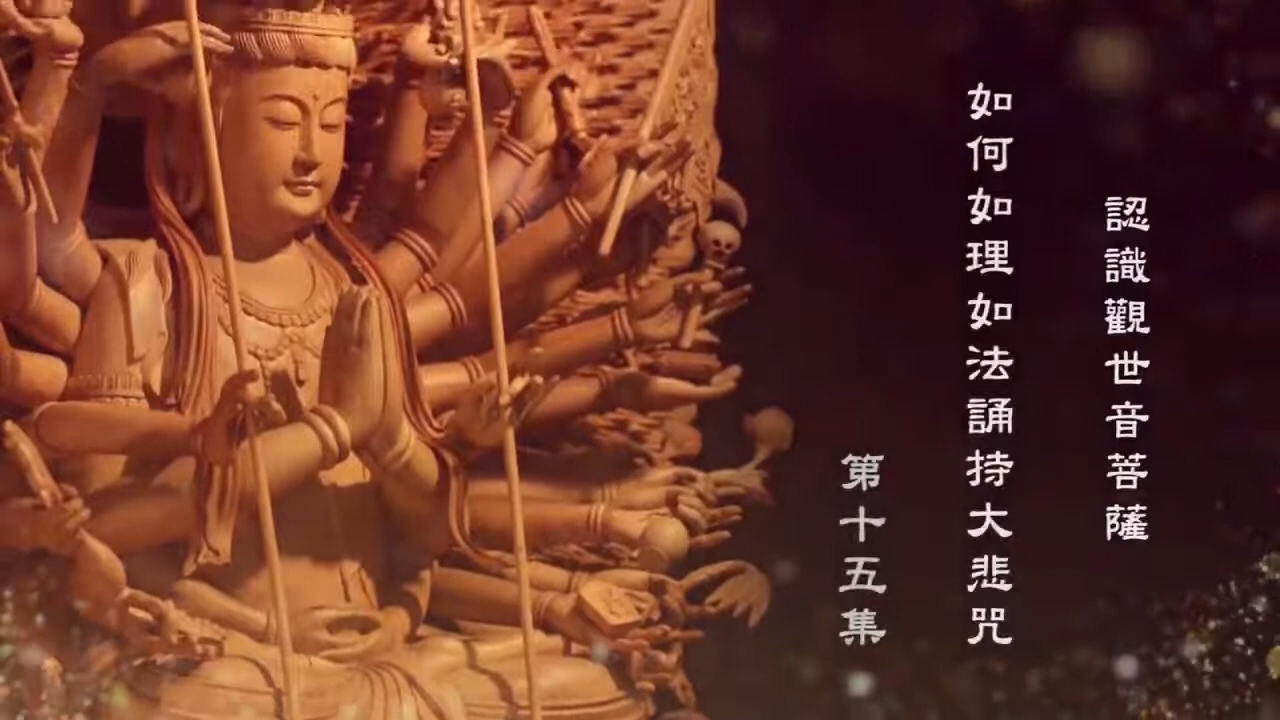 認識觀世音菩薩
如何如理如法誦持大悲咒
第十五集